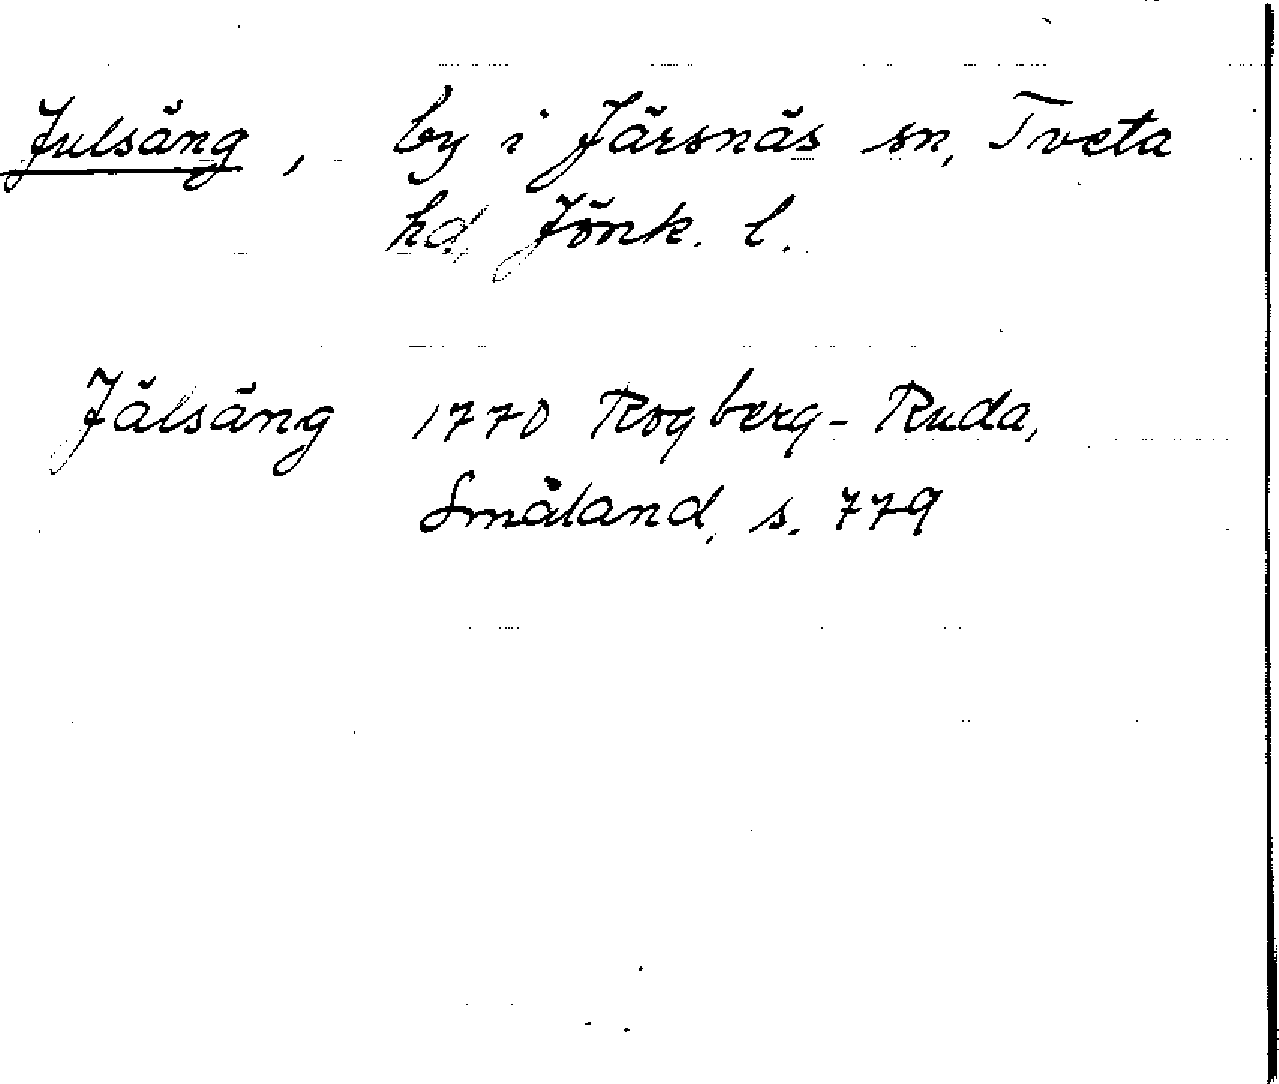 Julsäng, by i Järsnäs sn, Tveta
hd, Jönk. l.
Jälsäng 1770 Rogberg-Ruda,
Småland, s. 779